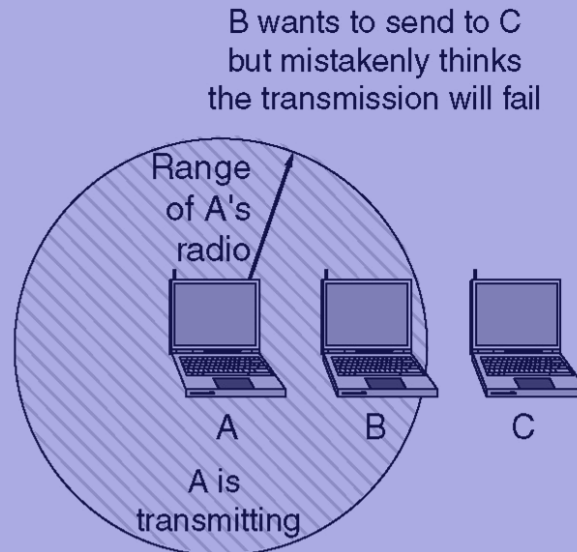 B wants to send to C
but mistakenly thinks
the transmission will fail
Range
of A's
radio
A
B
C
A is
transmitting